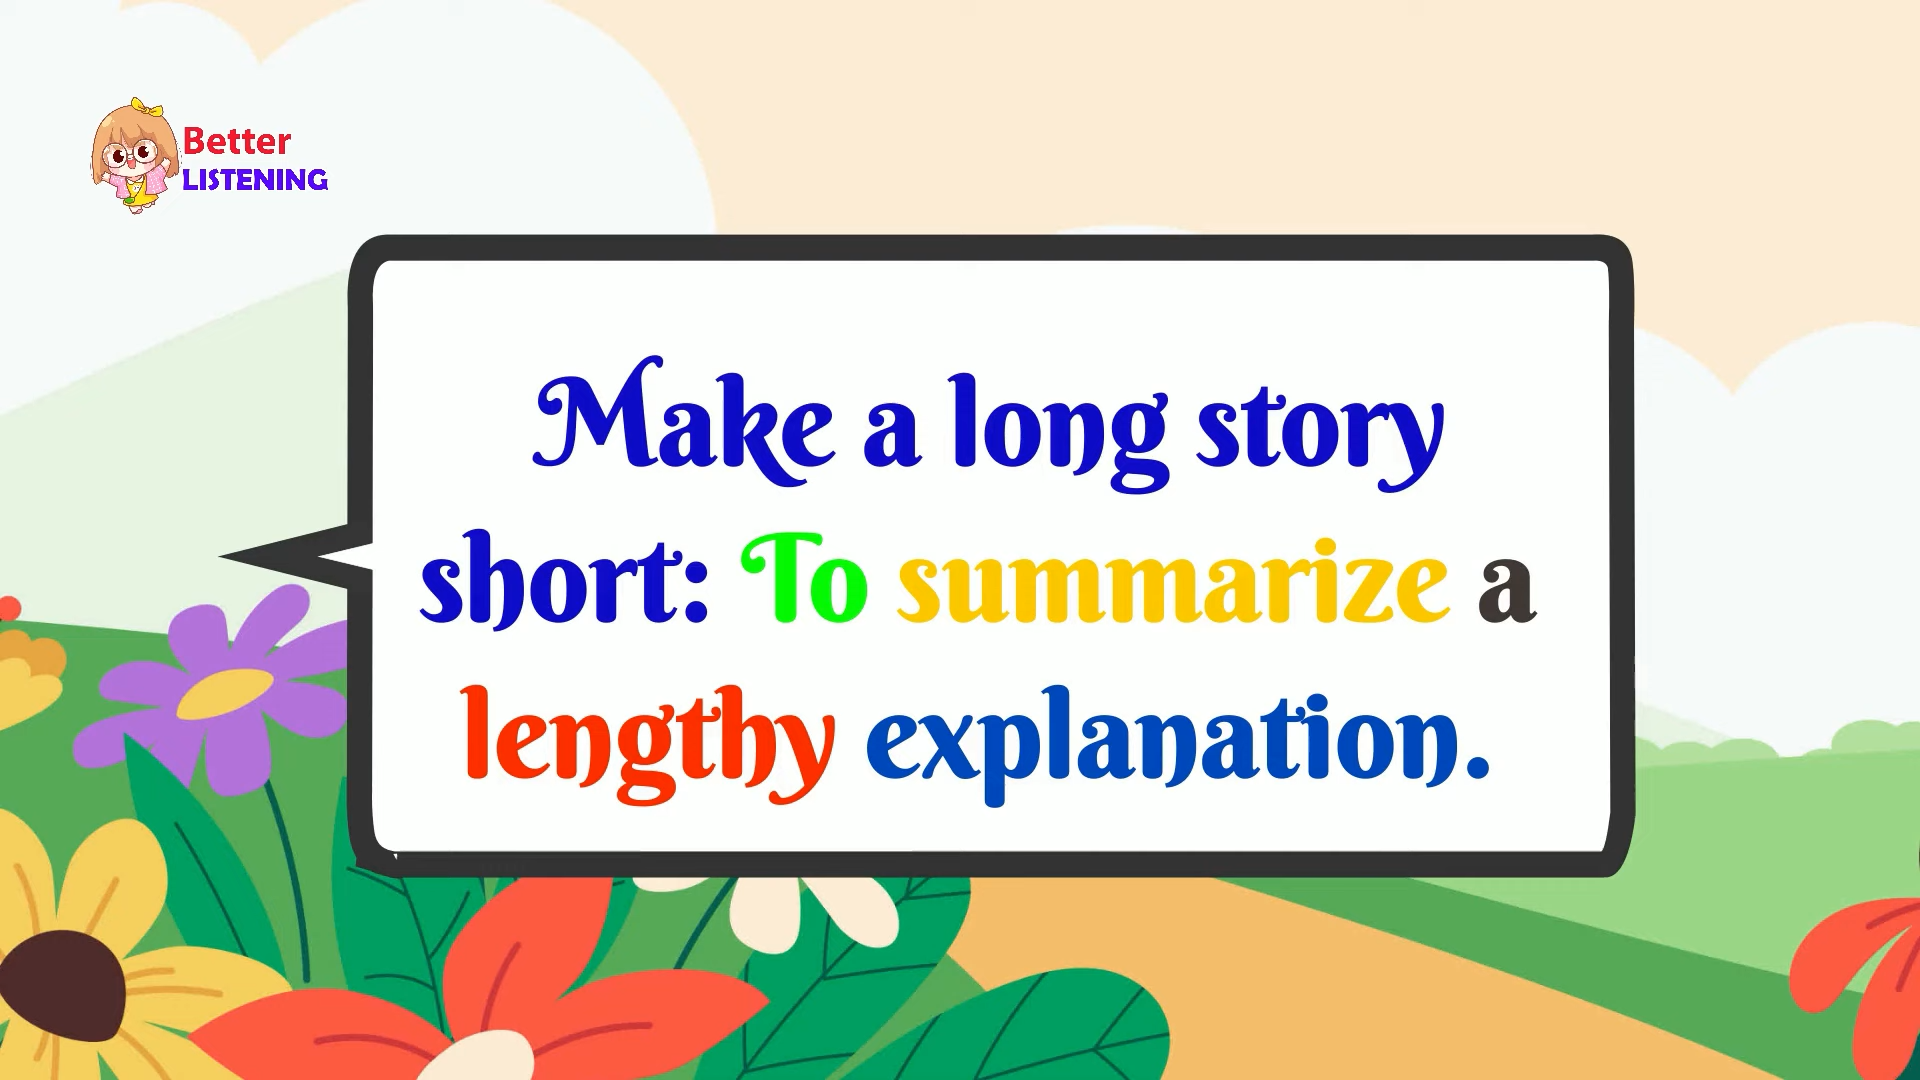 Better
LISTENING
Make a long story
short: To summarize a
lengthy explanation.